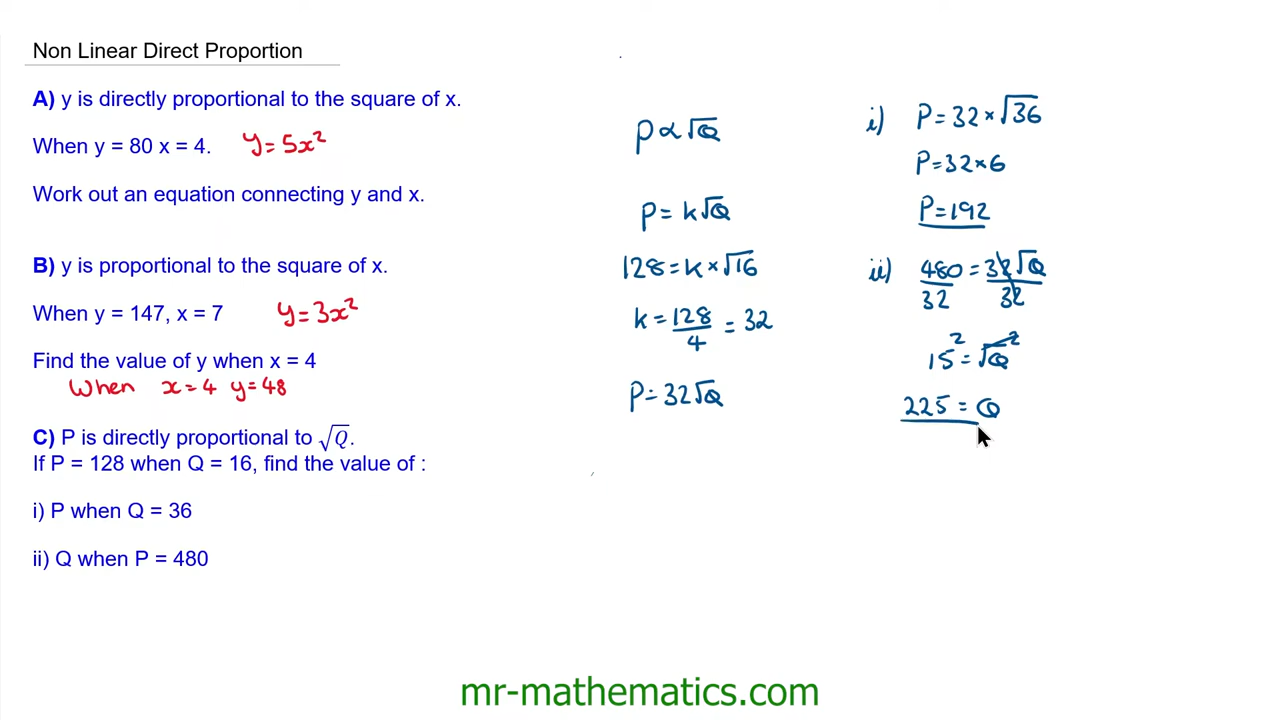 Non Linear Direct Proportion
A) y is directly proportional to the square of x.
When y = 80 x = 4. y = 5x²
Work out an equation connecting y and x.
B) y is proportional to the square of x.
When y = 147, x = 7 y = 3x²
Find the value of y when x = 4
When x = 4 y = 48
C) P is directly proportional to √Q.
If P = 128 when Q = 16, find the value of :
i) P when Q = 36
ii) Q when P = 480
P ∝ √Q
P = k√Q
128 = k × √16
k = 128/4 = 32
P = 32√Q
i) P = 32 × √36
P = 32 × 6
P = 192
ii) 480/32 = 32√Q/32
15² = √Q²
225 = Q
mr-mathematics.com